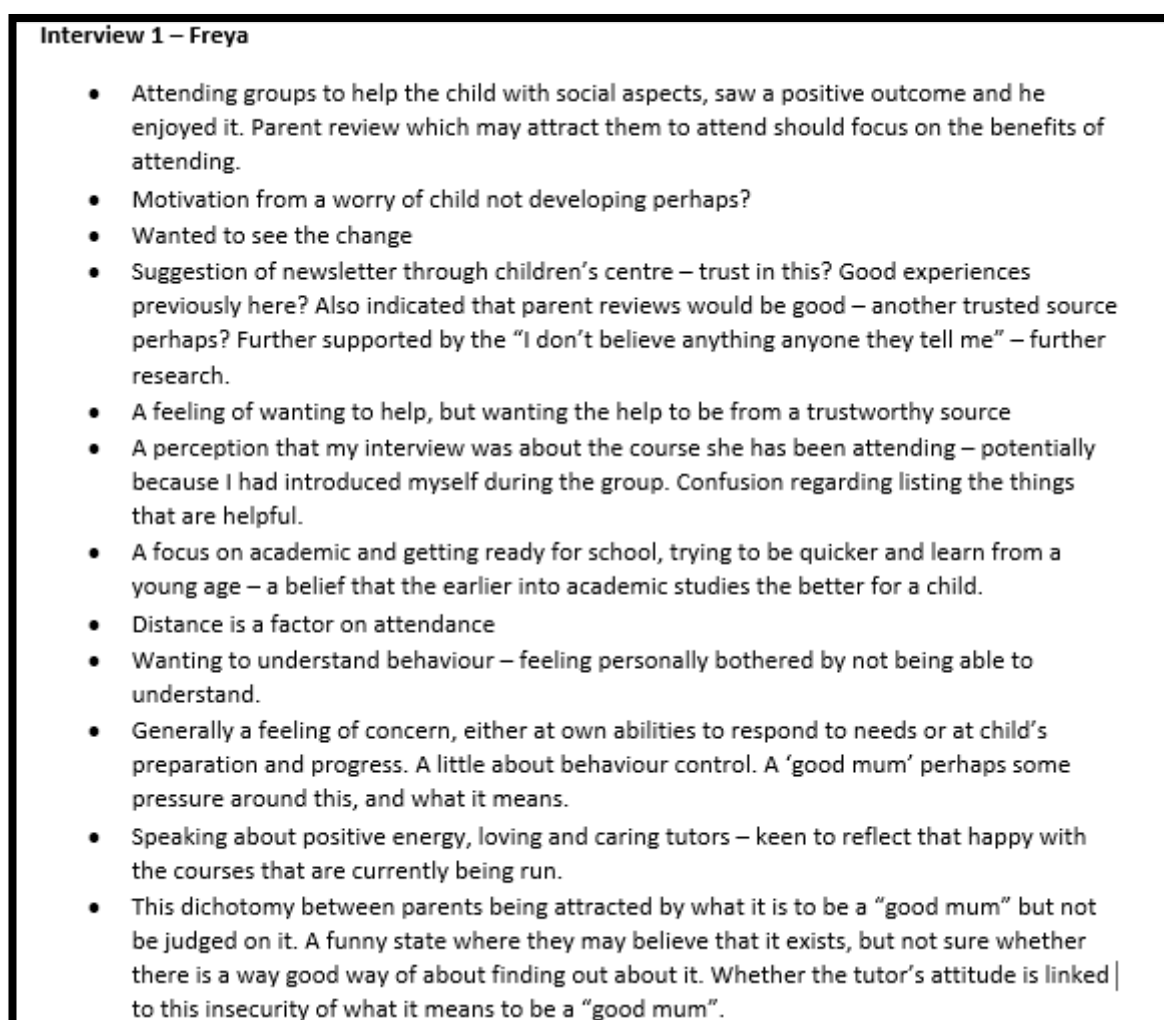 Interview 1 – Freya
• Attending groups to help the child with social aspects, saw a positive outcome and he
enjoyed it. Parent review which may attract them to attend should focus on the benefits of
attending.
• Motivation from a worry of child not developing perhaps?
• Wanted to see the change
• Suggestion of newsletter through children's centre – trust in this? Good experiences
previously here? Also indicated that parent reviews would be good – another trusted source
perhaps? Further supported by the "I don't believe anything anyone they tell me" – further
research.
• A feeling of wanting to help, but wanting the help to be from a trustworthy source
• A perception that my interview was about the course she has been attending – potentially
because I had introduced myself during the group. Confusion regarding listing the things
that are helpful.
• A focus on academic and getting ready for school, trying to be quicker and learn from a
young age – a belief that the earlier into academic studies the better for a child.
• Distance is a factor on attendance
• Wanting to understand behaviour – feeling personally bothered by not being able to
understand.
• Generally a feeling of concern, either at own abilities to respond to needs or at child's
preparation and progress. A little about behaviour control. A 'good mum' perhaps some
pressure around this, and what it means.
• Speaking about positive energy, loving and caring tutors – keen to reflect that happy with
the courses that are currently being run.
• This dichotomy between parents being attracted by what it is to be a "good mum" but not
be judged on it. A funny state where they may believe that it exists, but not sure whether
there is a way good way of about finding out about it. Whether the tutor's attitude is linked
to this insecurity of what it means to be a "good mum".